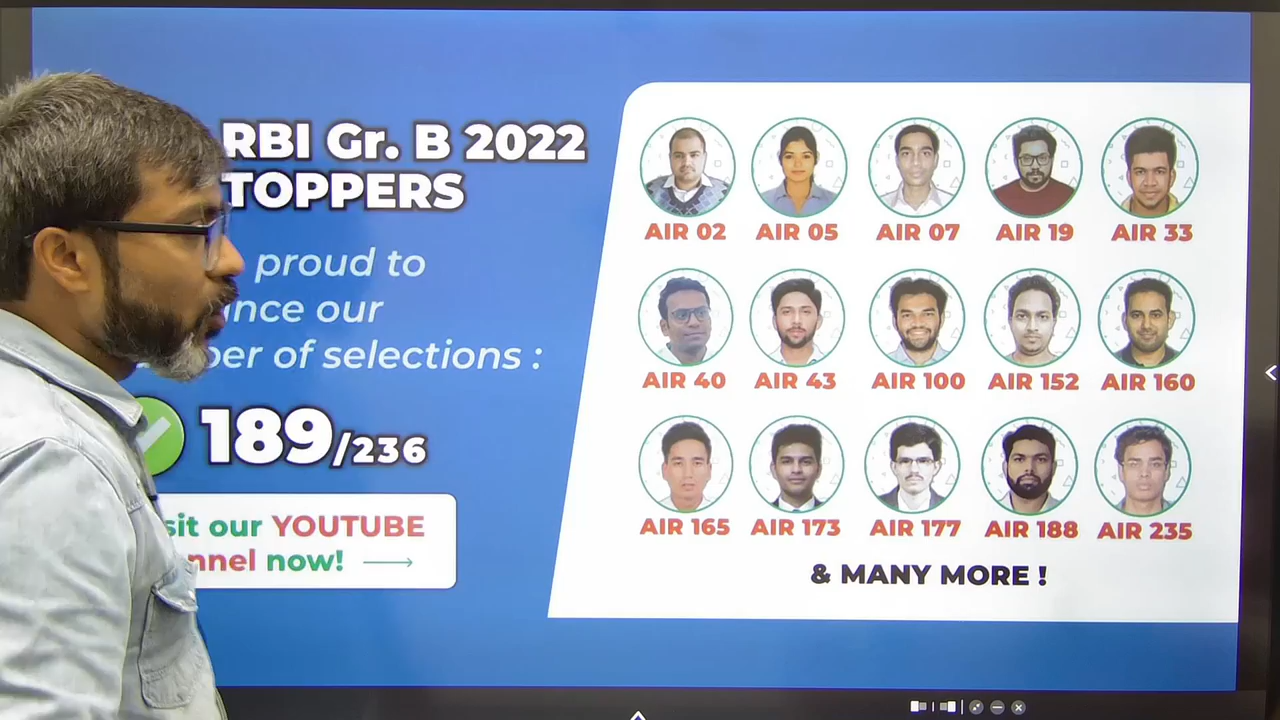 RBI Gr. B 2022
TOPPERS
proud to
nce our
per of selections :
189/236
sit our YOUTUBE
nnel now!
AIR 02 AIR 05 AIR 07 AIR 19 AIR 33
AIR 40 AIR 43 AIR 100 AIR 152 AIR 160
AIR 165 AIR 173 AIR 177 AIR 188 AIR 235
& MANY MORE !